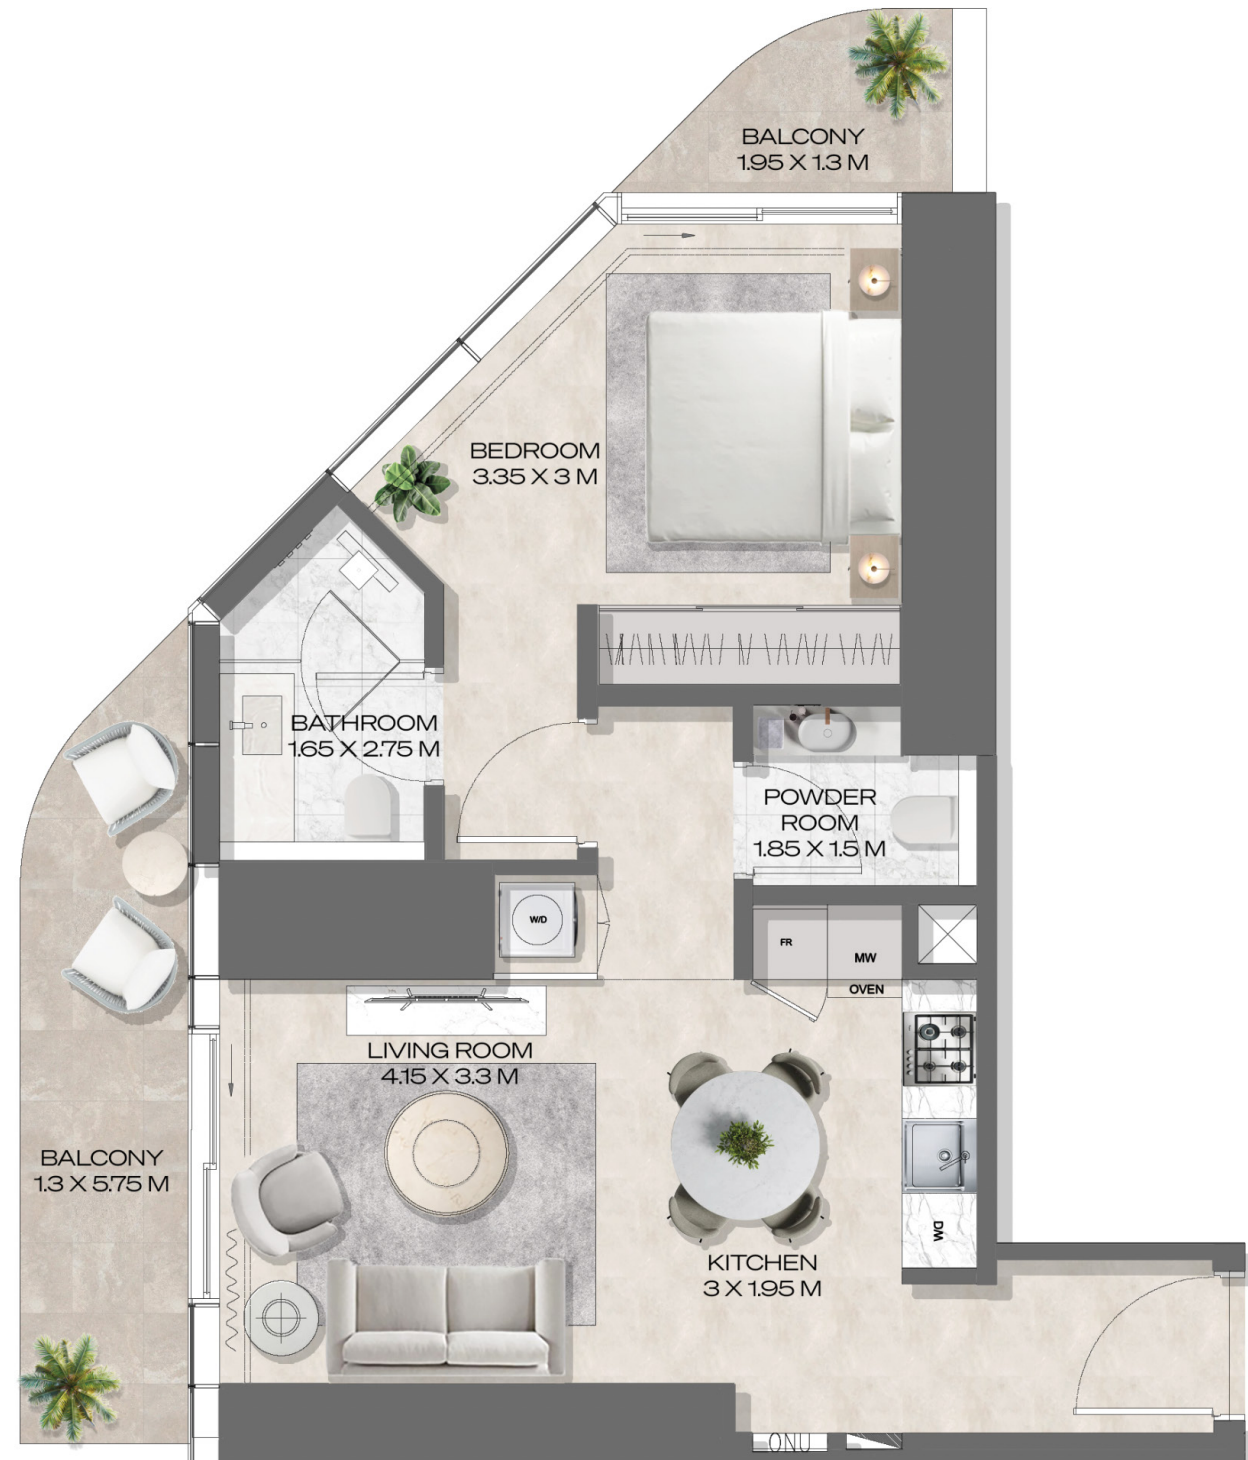 BALCONY
1.95 X 1.3 M
BEDROOM
3.35 X 3 M
BATHROOM
1.65 X 2.75 M
POWDER
ROOM
1.85 X 1.5 M
W/D
FR
MW
OVEN
LIVING ROOM
4.15 X 3.3 M
BALCONY
1.3 X 5.75 M
DW
KITCHEN
3 X 1.95 M
ONU